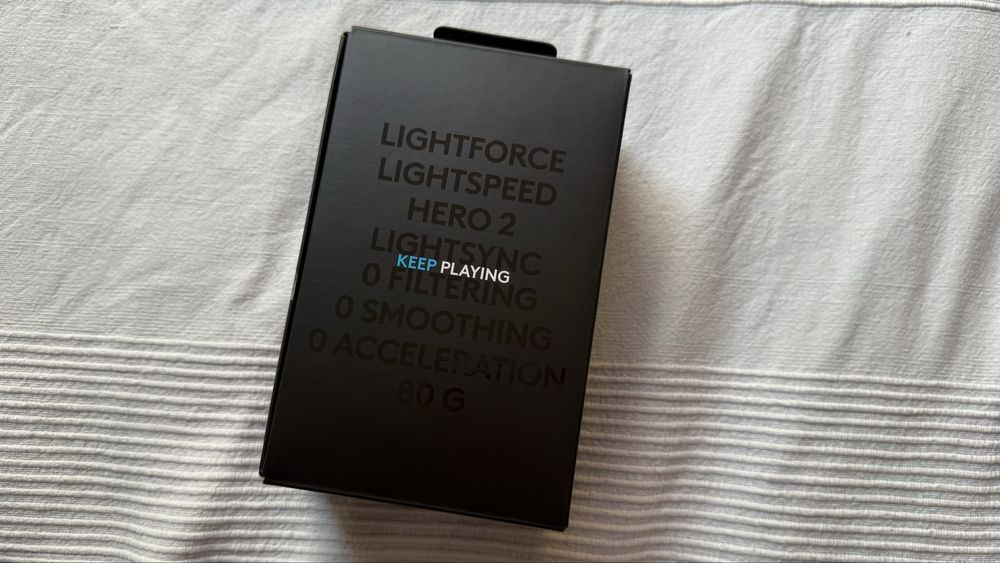 LIGHTFORCE
LIGHTSPEED
HERO 2
LIGHTSYNC
KEEP PLAYING
0 FILTERING
0 SMOOTHING
0 ACCELERATION
80 G